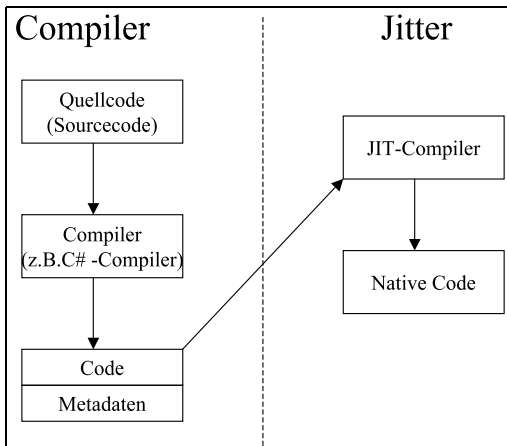 Compiler
Quellcode
(Sourcecode)
Compiler
(z.B.C# -Compiler)
Code
Metadaten
Jitter
JIT-Compiler
Native Code